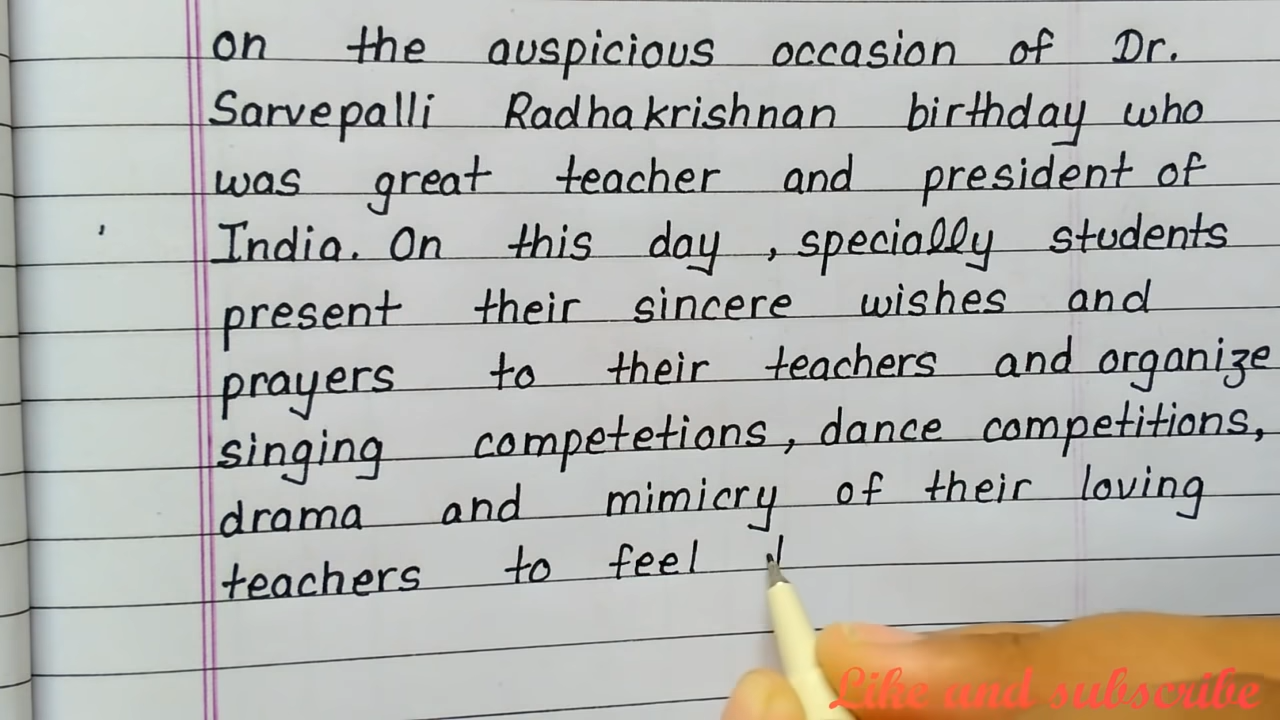 on the auspicious occasion of Dr.
Sarvepalli Radhakrishnan birthday who
was great teacher and president of
India. On this day , specially students
present their sincere wishes and
prayers to their teachers and organize
singing competetions, dance competitions,
drama and mimicry of their loving
teachers to feel
Like and subscribe